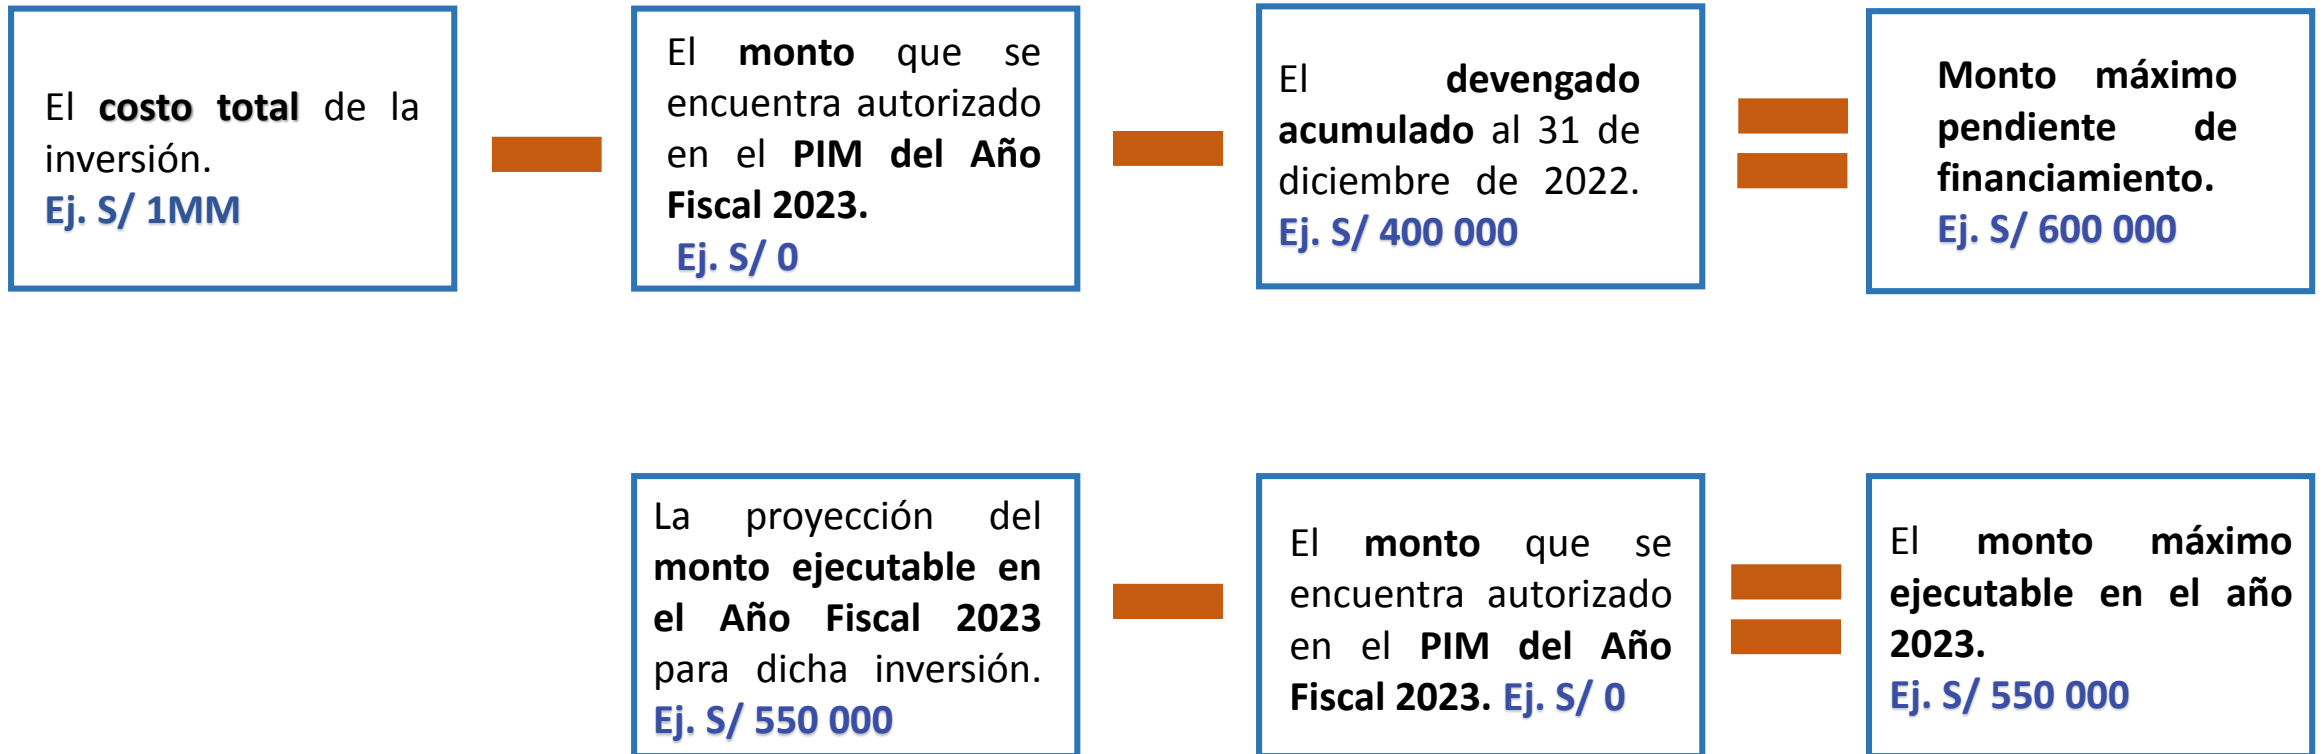 El costo total de la
inversión.
Ej. S/ 1MM
El monto que se
encuentra autorizado
en el PIM del Año
Fiscal 2023.
Ej. S/ 0
El devengado
acumulado al 31 de
diciembre de 2022.
Ej. S/ 400 000
Monto máximo
pendiente de
financiamiento.
Ej. S/ 600 000
La proyección del
monto ejecutable en
el Año Fiscal 2023
para dicha inversión.
Ej. S/ 550 000
El monto que se
encuentra autorizado
en el PIM del Año
Fiscal 2023. Ej. S/ 0
El monto máximo
ejecutable en el año
2023.
Ej. S/ 550 000